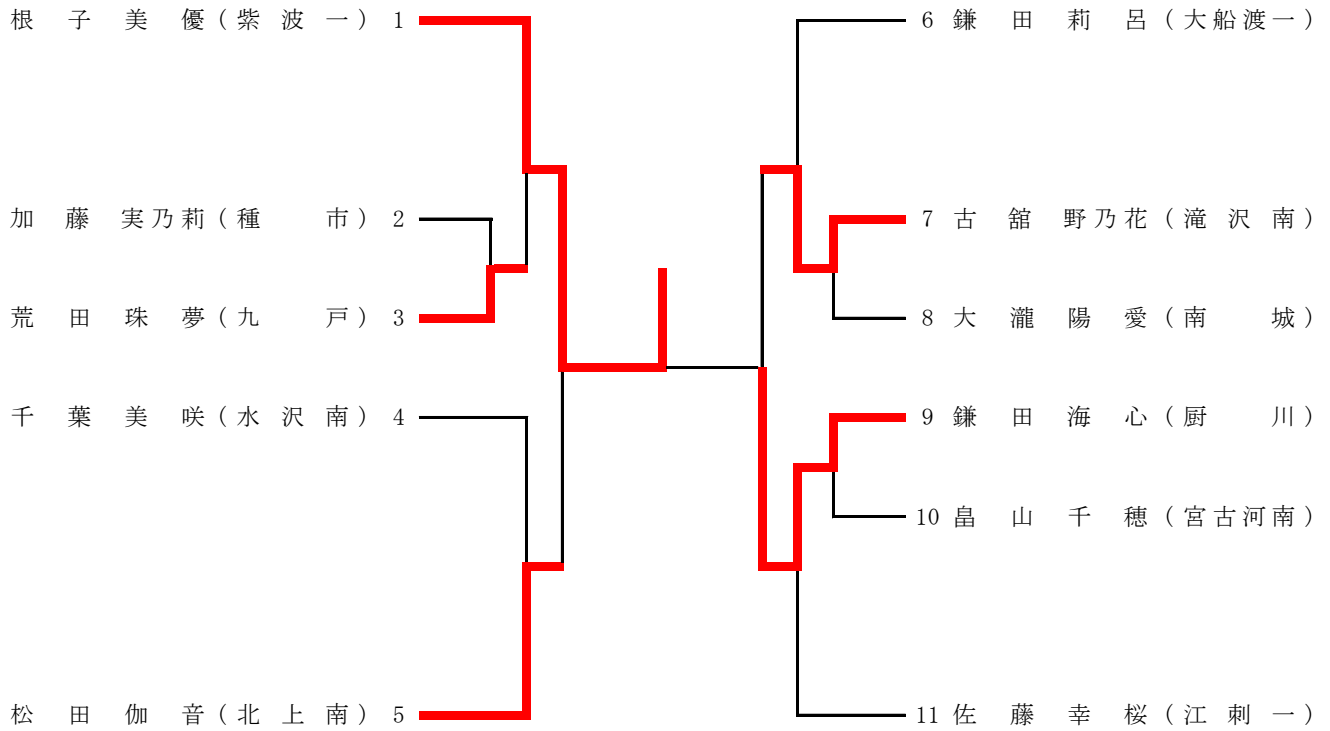 根子美優（紫波一）1
加藤実乃莉（種市）2
荒田珠夢（九戸）3
千葉美咲（水沢南）4
松田伽音（北上南）5
6 鎌田莉呂（大船渡一）
7 古舘野乃花（滝沢南）
8 大瀧陽愛（南城）
9 鎌田海心（厨川）
10 畠山千穂（宮古河南）
11 佐藤幸桜（江刺一）